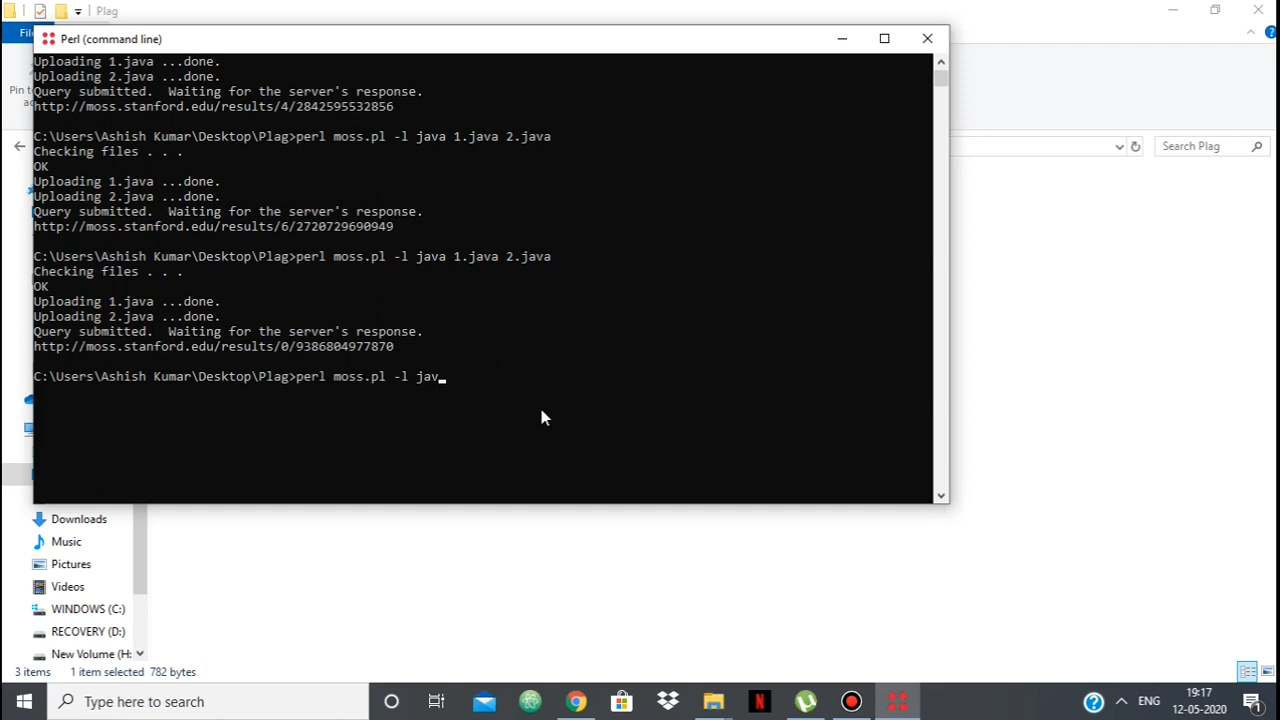 Plag
Fil
Perl (command line)
Uploading 1.java ...done.
Uploading 2.java ...done.
Query submitted.  Waiting for the server's response.
http://moss.stanford.edu/results/4/2842595532856
C:\Users\Ashish Kumar\Desktop\Plag>perl moss.pl -l java 1.java 2.java
Checking files . . .
OK
Uploading 1.java ...done.
Uploading 2.java ...done.
Query submitted.  Waiting for the server's response.
http://moss.stanford.edu/results/6/2720729690949
C:\Users\Ashish Kumar\Desktop\Plag>perl moss.pl -l java 1.java 2.java
Checking files . . .
OK
Uploading 1.java ...done.
Uploading 2.java ...done.
Query submitted.  Waiting for the server's response.
http://moss.stanford.edu/results/0/9386804977870
C:\Users\Ashish Kumar\Desktop\Plag>perl moss.pl -l jav_
Pin t
Search Plag
Downloads
Music
Pictures
Videos
WINDOWS (C:)
RECOVERY (D:)
New Volume (H:
3 items 1 item selected 782 bytes
Type here to search
ENG
19:17
12-05-2020
1